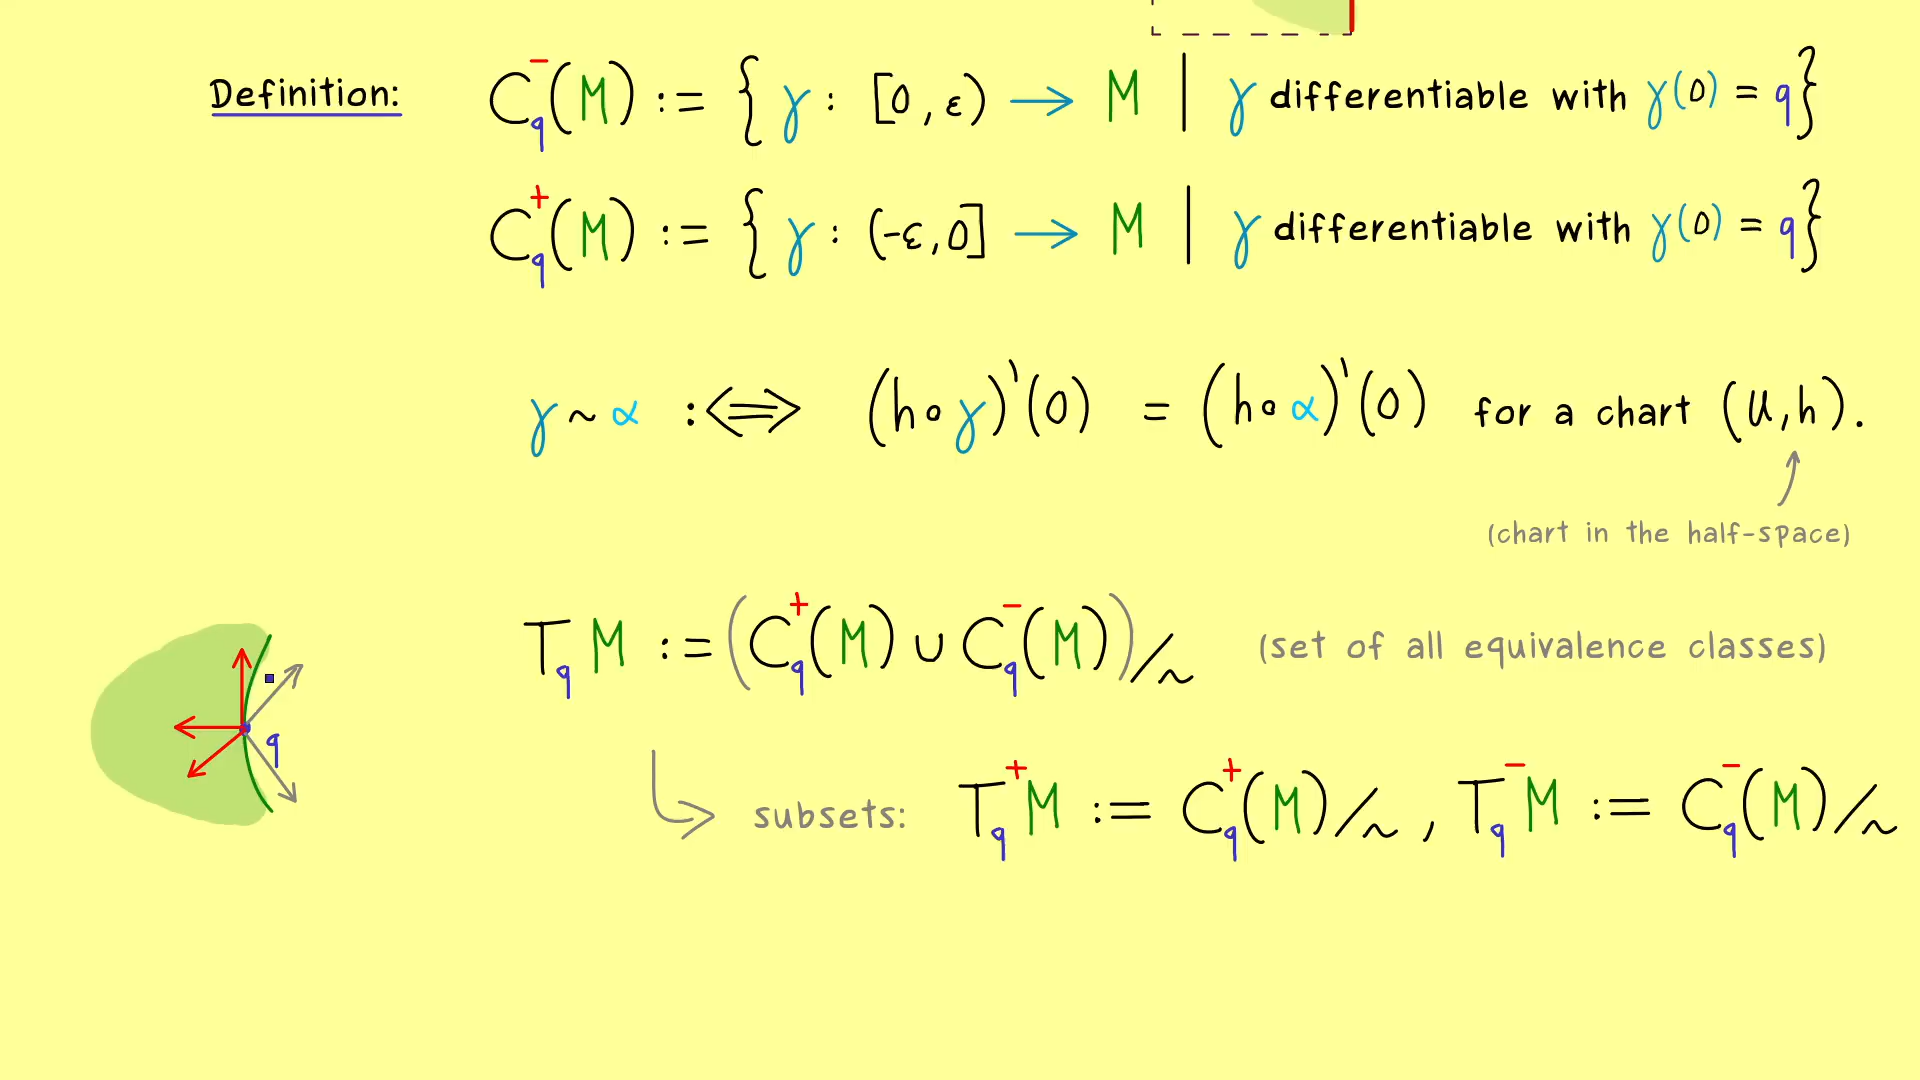 Definition: C_q^-(M) := { γ : [0, ε) → M | γ differentiable with γ(0) = q }
C_q^+(M) := { γ : (-ε, 0] → M | γ differentiable with γ(0) = q }
γ ~ α :⟺ (h∘γ)'(0) = (h∘α)'(0) for a chart (U, h).
(chart in the half-space)
T_q M := (C_q^+(M) ∪ C_q^-(M))/~ (set of all equivalence classes)
q
subsets: T_q^+ M := C_q^+(M)/~ , T_q^- M := C_q^-(M)/~